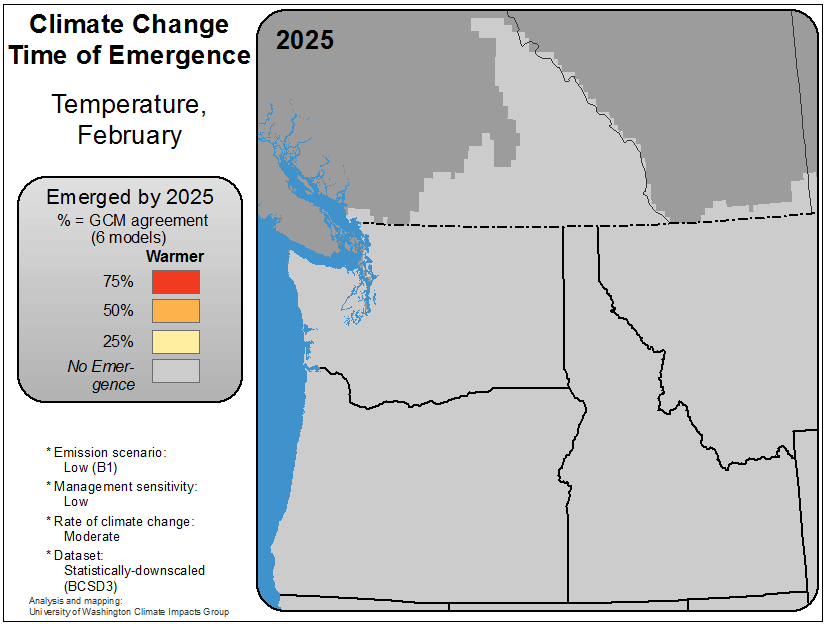 Climate Change
Time of Emergence
Temperature,
February
Emerged by 2025
% = GCM agreement
(6 models)
Warmer
75%
50%
25%
No Emer-
gence
* Emission scenario:
Low (B1)
* Management sensitivity:
Low
* Rate of climate change:
Moderate
* Dataset:
Statistically-downscaled
(BCSD3)
Analysis and mapping:
University of Washington Climate Impacts Group
2025